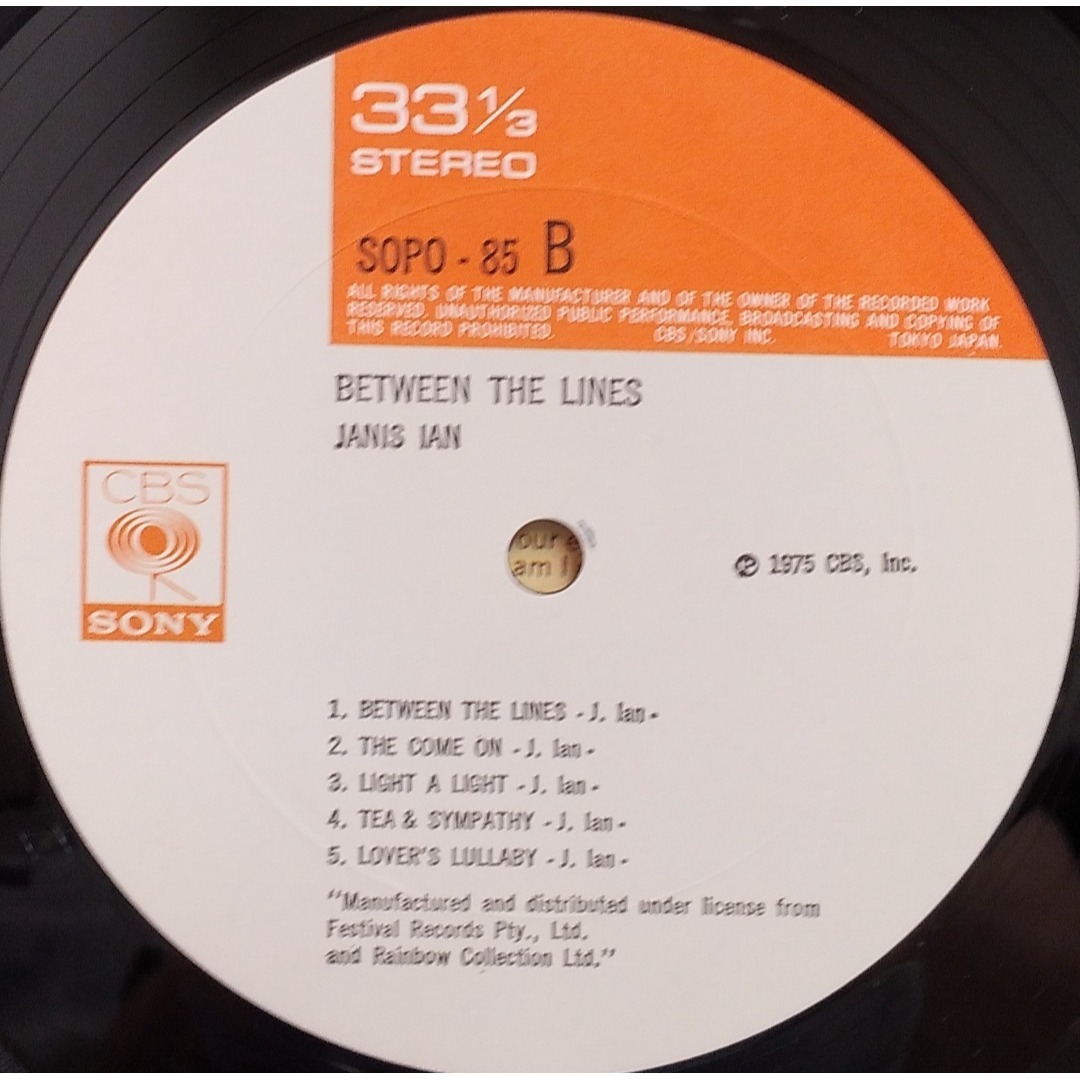 33 1/3
STEREO
SOPO - 85 B
ALL RIGHTS OF THE MANUFACTURER AND OF THE OWNER OF THE RECORDED WORK
RESERVED. UNAUTHORIZED PUBLIC PERFORMANCE, BROADCASTING AND COPYING OF
THIS RECORD PROHIBITED. CBS/SONY INC. TOKYO JAPAN.
BETWEEN THE LINES
JANIS IAN
CBS
SONY
our
am I
℗ 1975 CBS, Inc.
1. BETWEEN THE LINES - J. Ian -
2. THE COME ON - J. Ian -
3. LIGHT A LIGHT - J. Ian -
4. TEA & SYMPATHY - J. Ian -
5. LOVER'S LULLABY - J. Ian -
"Manufactured and distributed under license from
Festival Records Pty., Ltd.
and Rainbow Collection Ltd."